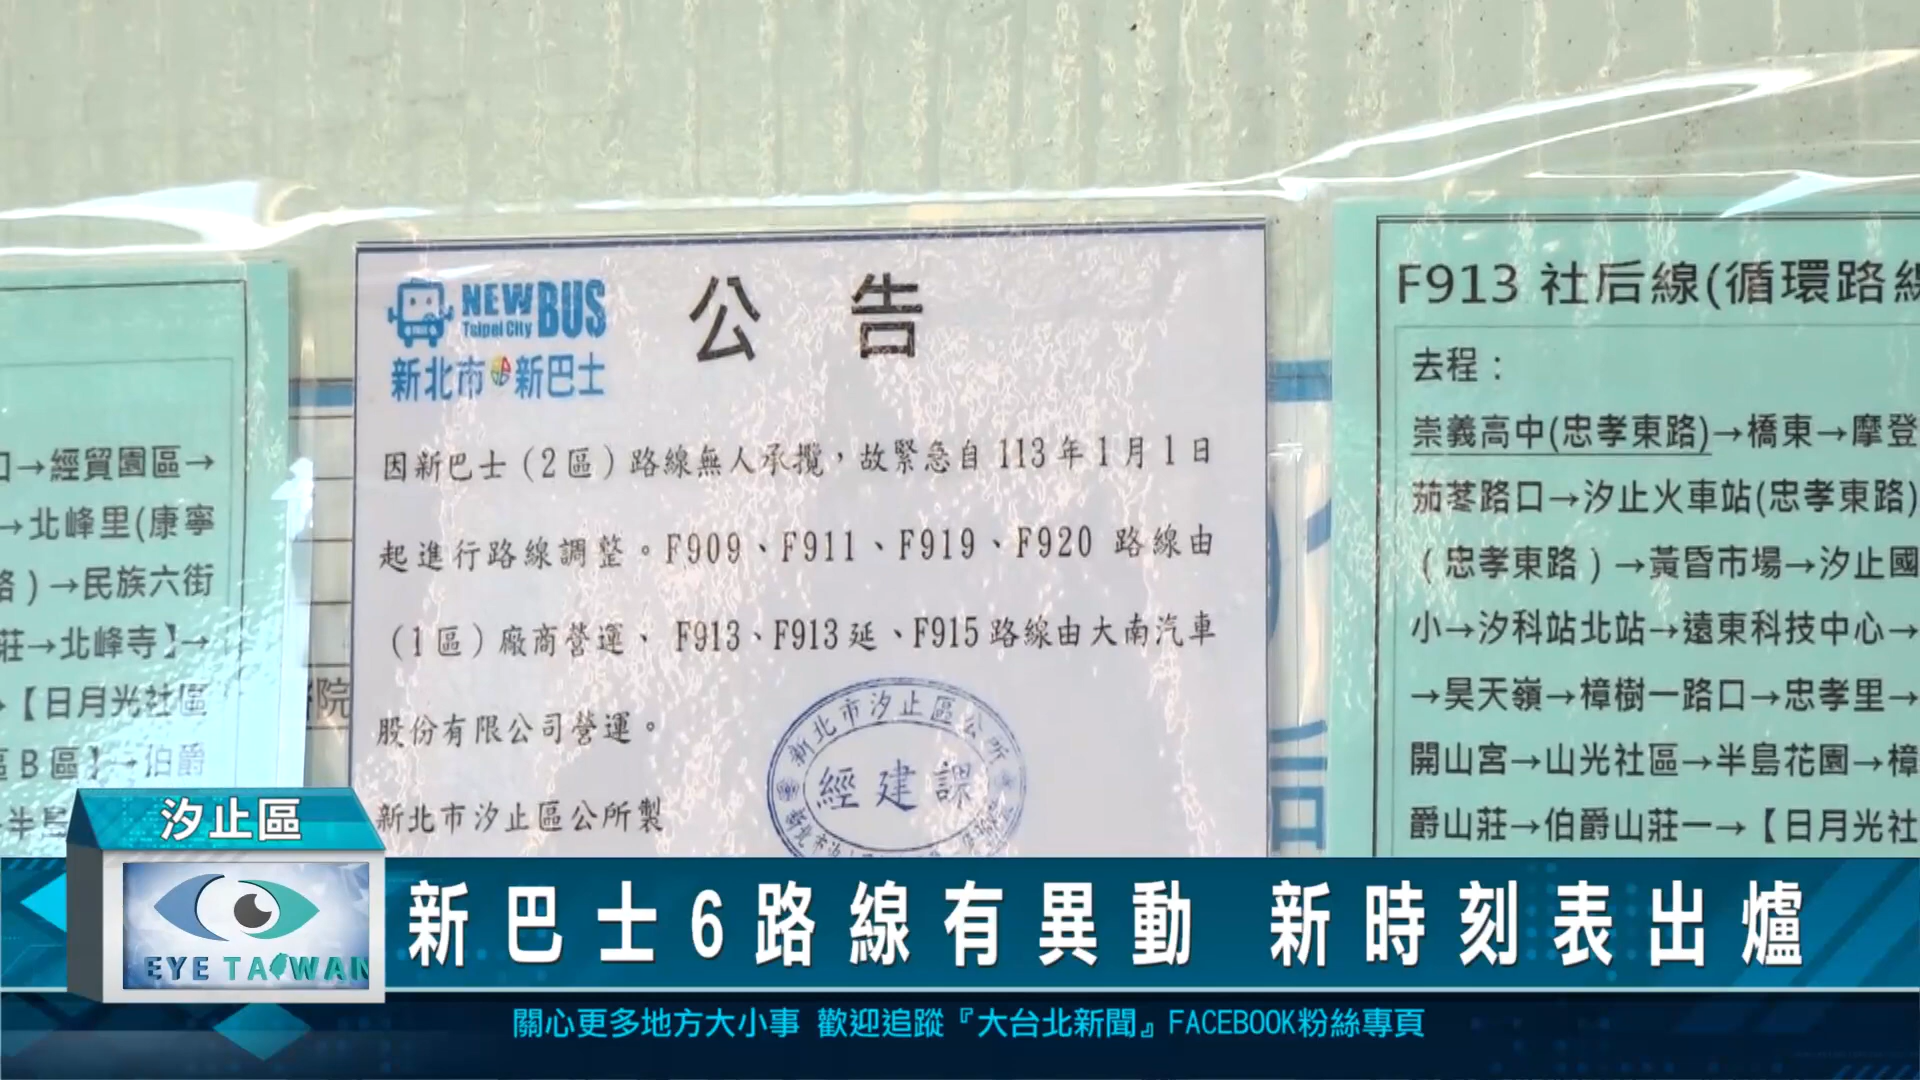 公告
NEW BUS
Taipei City
新北市新巴士
因新巴士（2區）路線無人承攬，故緊急自 113 年 1 月 1 日
起進行路線調整。F909、F911、F919、F920 路線由
（1區）廠商營運、 F913、F913延、F915 路線由大南汽車
股份有限公司營運。
新北市汐止區公所製
新北市汐止區公所
經建課
口→經貿園區→
→北峰里(康寧
路)→民族六街
莊→北峰寺】→
→【日月光社區
區B區】→伯爵
半島
院
F913 社后線(循環路線
去程：
崇義高中(忠孝東路)→橋東→摩登
茄苳路口→汐止火車站(忠孝東路)
(忠孝東路)→黃昏市場→汐止國
小→汐科站北站→遠東科技中心→
→昊天嶺→樟樹一路口→忠孝里→
開山宮→山光社區→半島花園→樟
爵山莊→伯爵山莊一→【日月光社
汐止區
EYE TAIWAN
新巴士6路線有異動 新時刻表出爐
關心更多地方大小事 歡迎追蹤『大台北新聞』FACEBOOK粉絲專頁